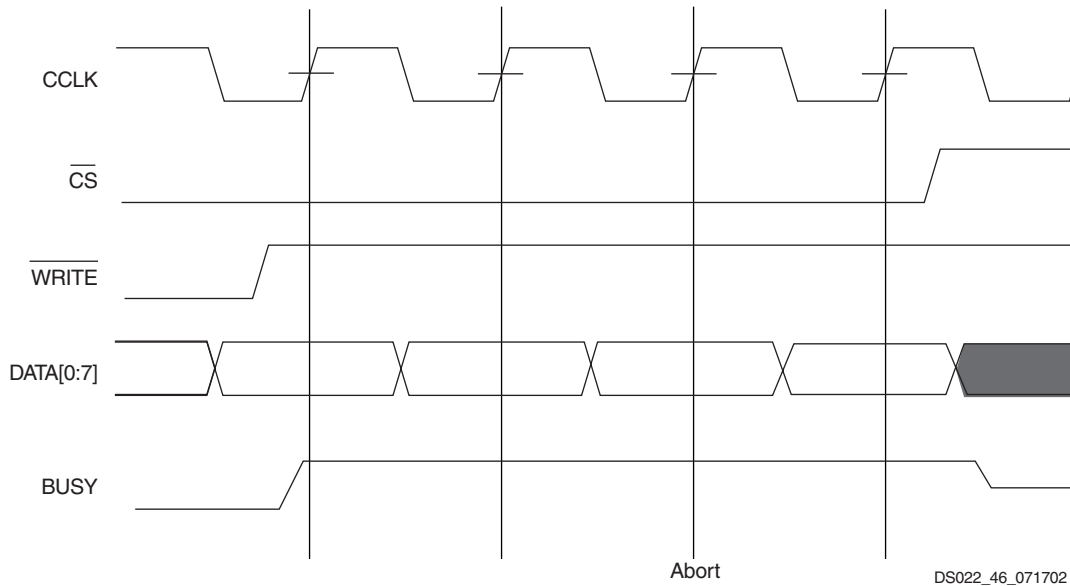 CCLK
CS
WRITE
DATA[0:7]
BUSY
Abort
DS022_46_071702